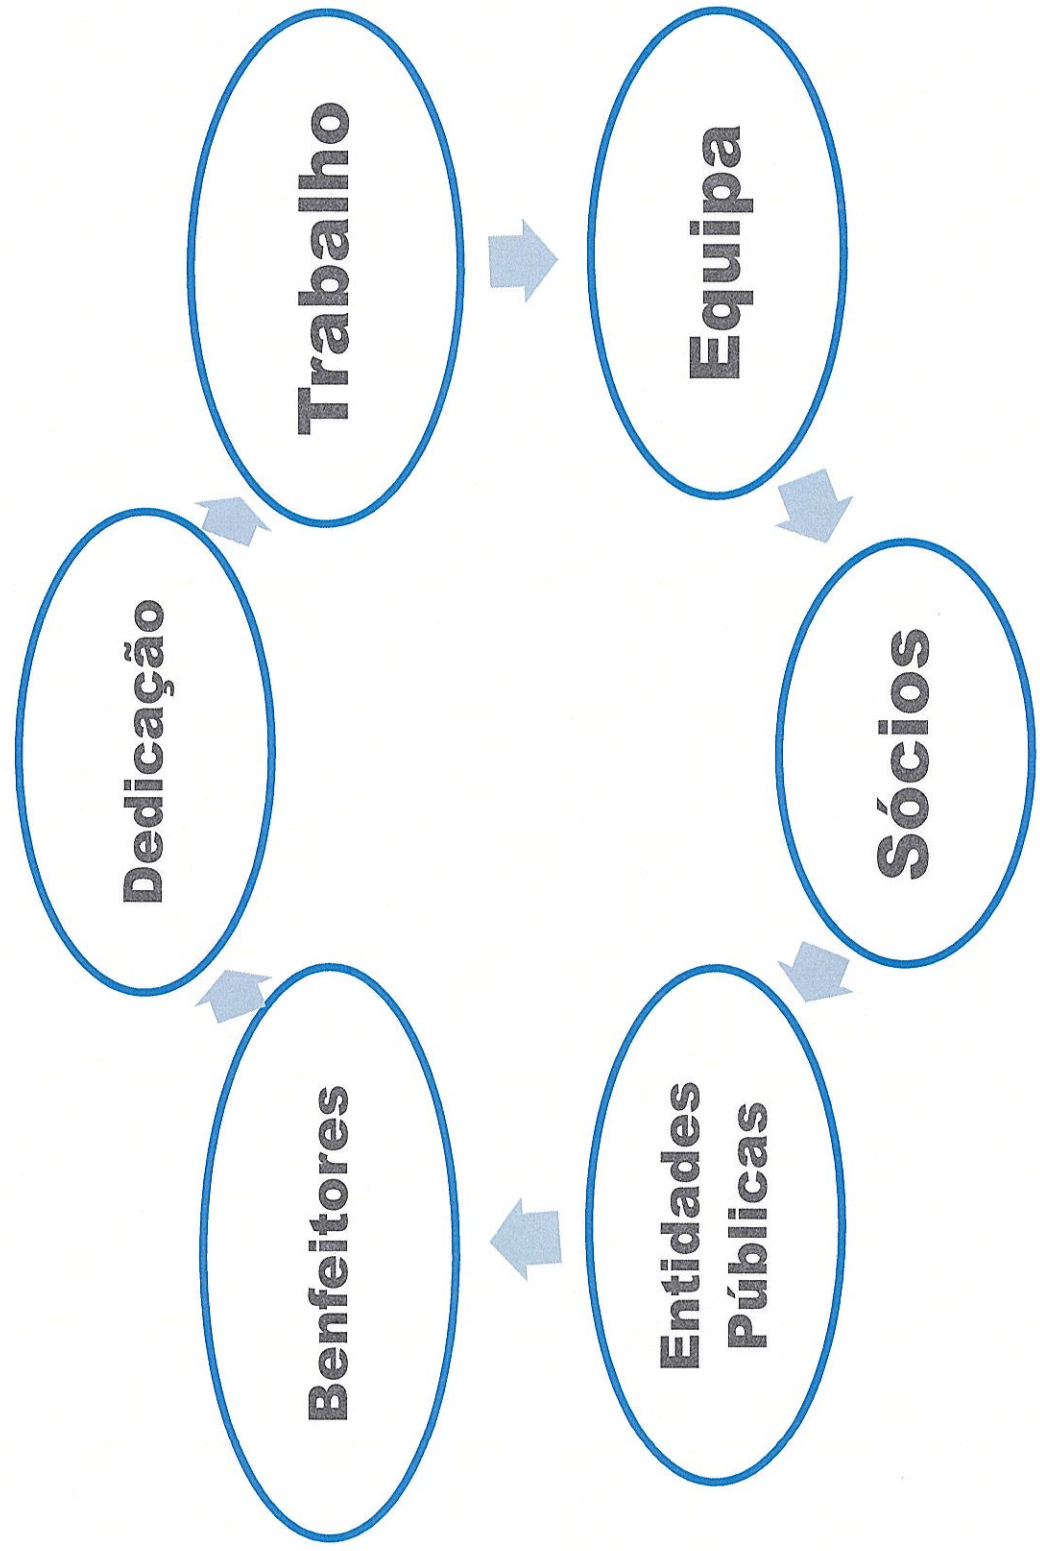 Dedicação
Trabalho
Equipa
Sócios
Entidades
Públicas
Benfeitores